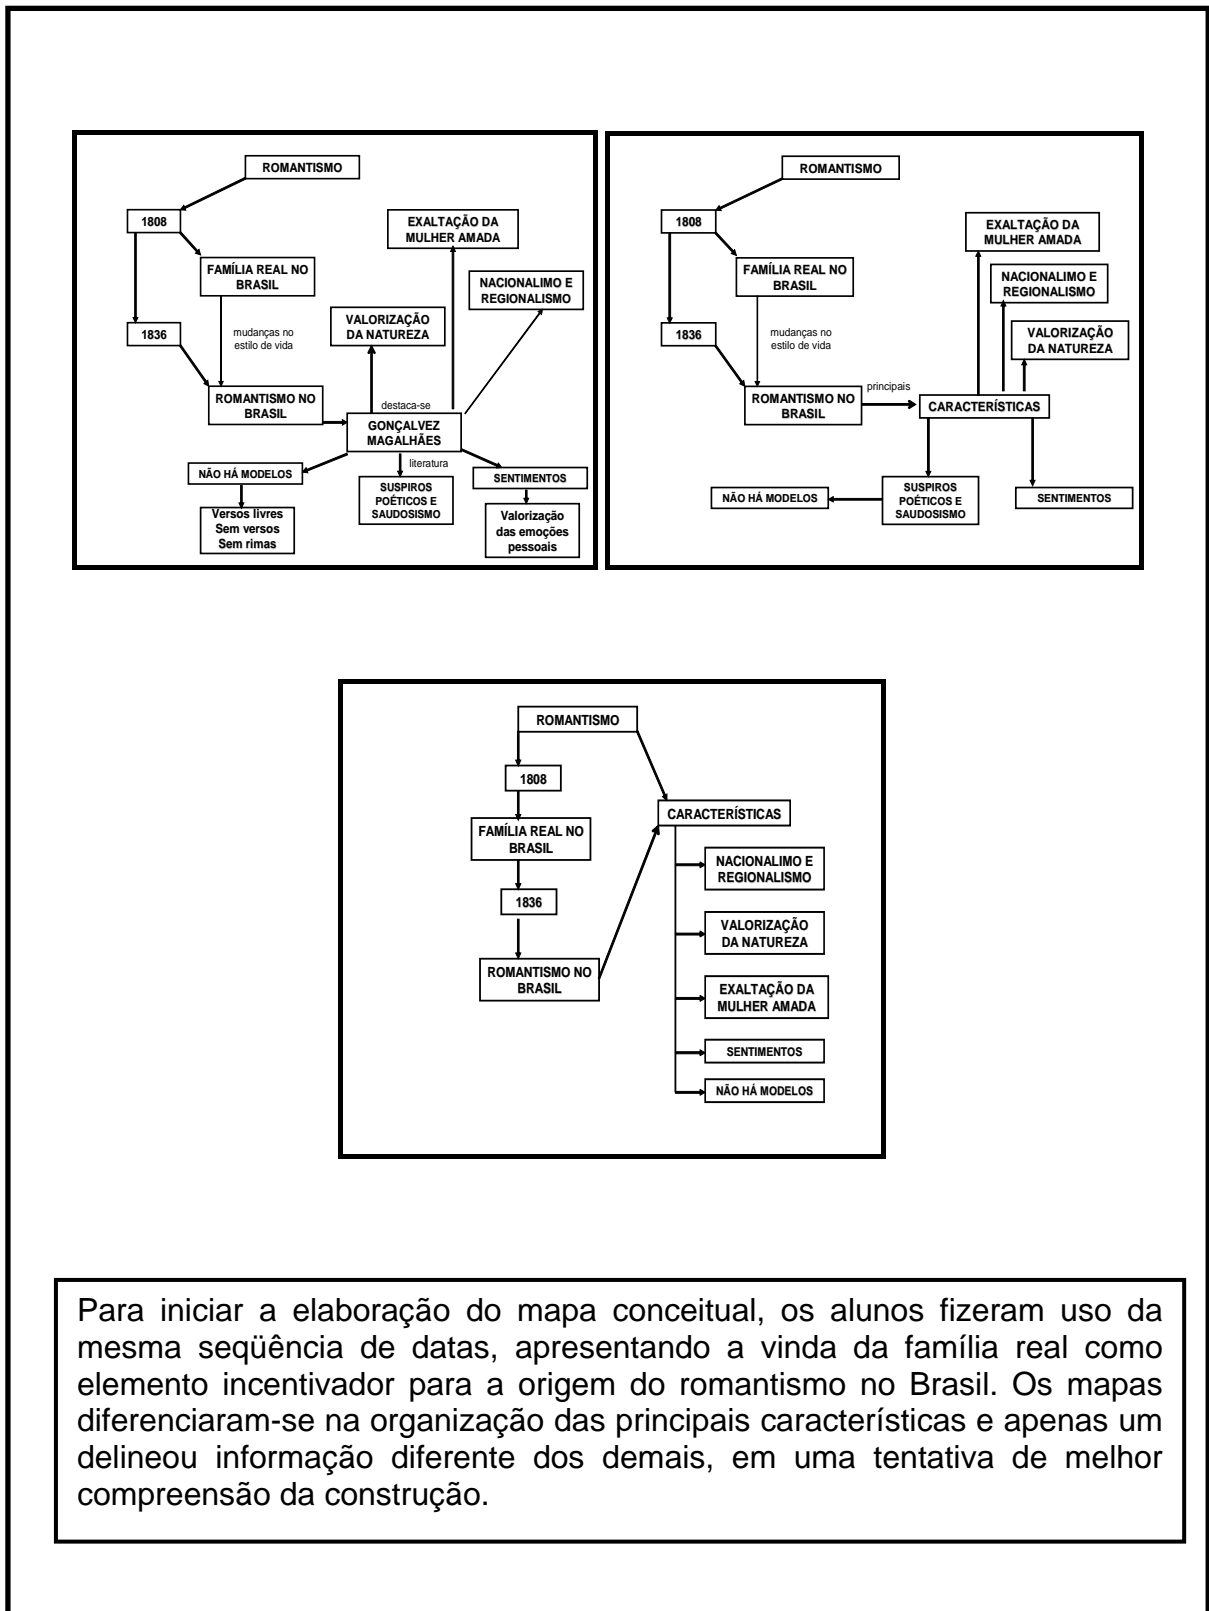 ROMANTISMO
1808
EXALTAÇÃO DA
MULHER AMADA
FAMÍLIA REAL NO
BRASIL
NACIONALIMO E
REGIONALISMO
VALORIZAÇÃO
DA NATUREZA
1836
mudanças no
estilo de vida
ROMANTISMO NO
BRASIL
destaca-se
GONÇALVEZ
MAGALHÃES
literatura
NÃO HÁ MODELOS
SUSPIROS
POÉTICOS E
SAUDOSISMO
SENTIMENTOS
Versos livres
Sem versos
Sem rimas
Valorização
das emoções
pessoais
ROMANTISMO
1808
EXALTAÇÃO DA
MULHER AMADA
FAMÍLIA REAL NO
BRASIL
NACIONALIMO E
REGIONALISMO
VALORIZAÇÃO
DA NATUREZA
1836
mudanças no
estilo de vida
ROMANTISMO NO
BRASIL
principais
CARACTERÍSTICAS
NÃO HÁ MODELOS
SUSPIROS
POÉTICOS E
SAUDOSISMO
SENTIMENTOS
ROMANTISMO
1808
CARACTERÍSTICAS
FAMÍLIA REAL NO
BRASIL
NACIONALIMO E
REGIONALISMO
1836
VALORIZAÇÃO
DA NATUREZA
ROMANTISMO NO
BRASIL
EXALTAÇÃO DA
MULHER AMADA
SENTIMENTOS
NÃO HÁ MODELOS
Para iniciar a elaboração do mapa conceitual, os alunos fizeram uso da
mesma seqüência de datas, apresentando a vinda da família real como
elemento incentivador para a origem do romantismo no Brasil. Os mapas
diferenciaram-se na organização das principais características e apenas um
delineou informação diferente dos demais, em uma tentativa de melhor
compreensão da construção.